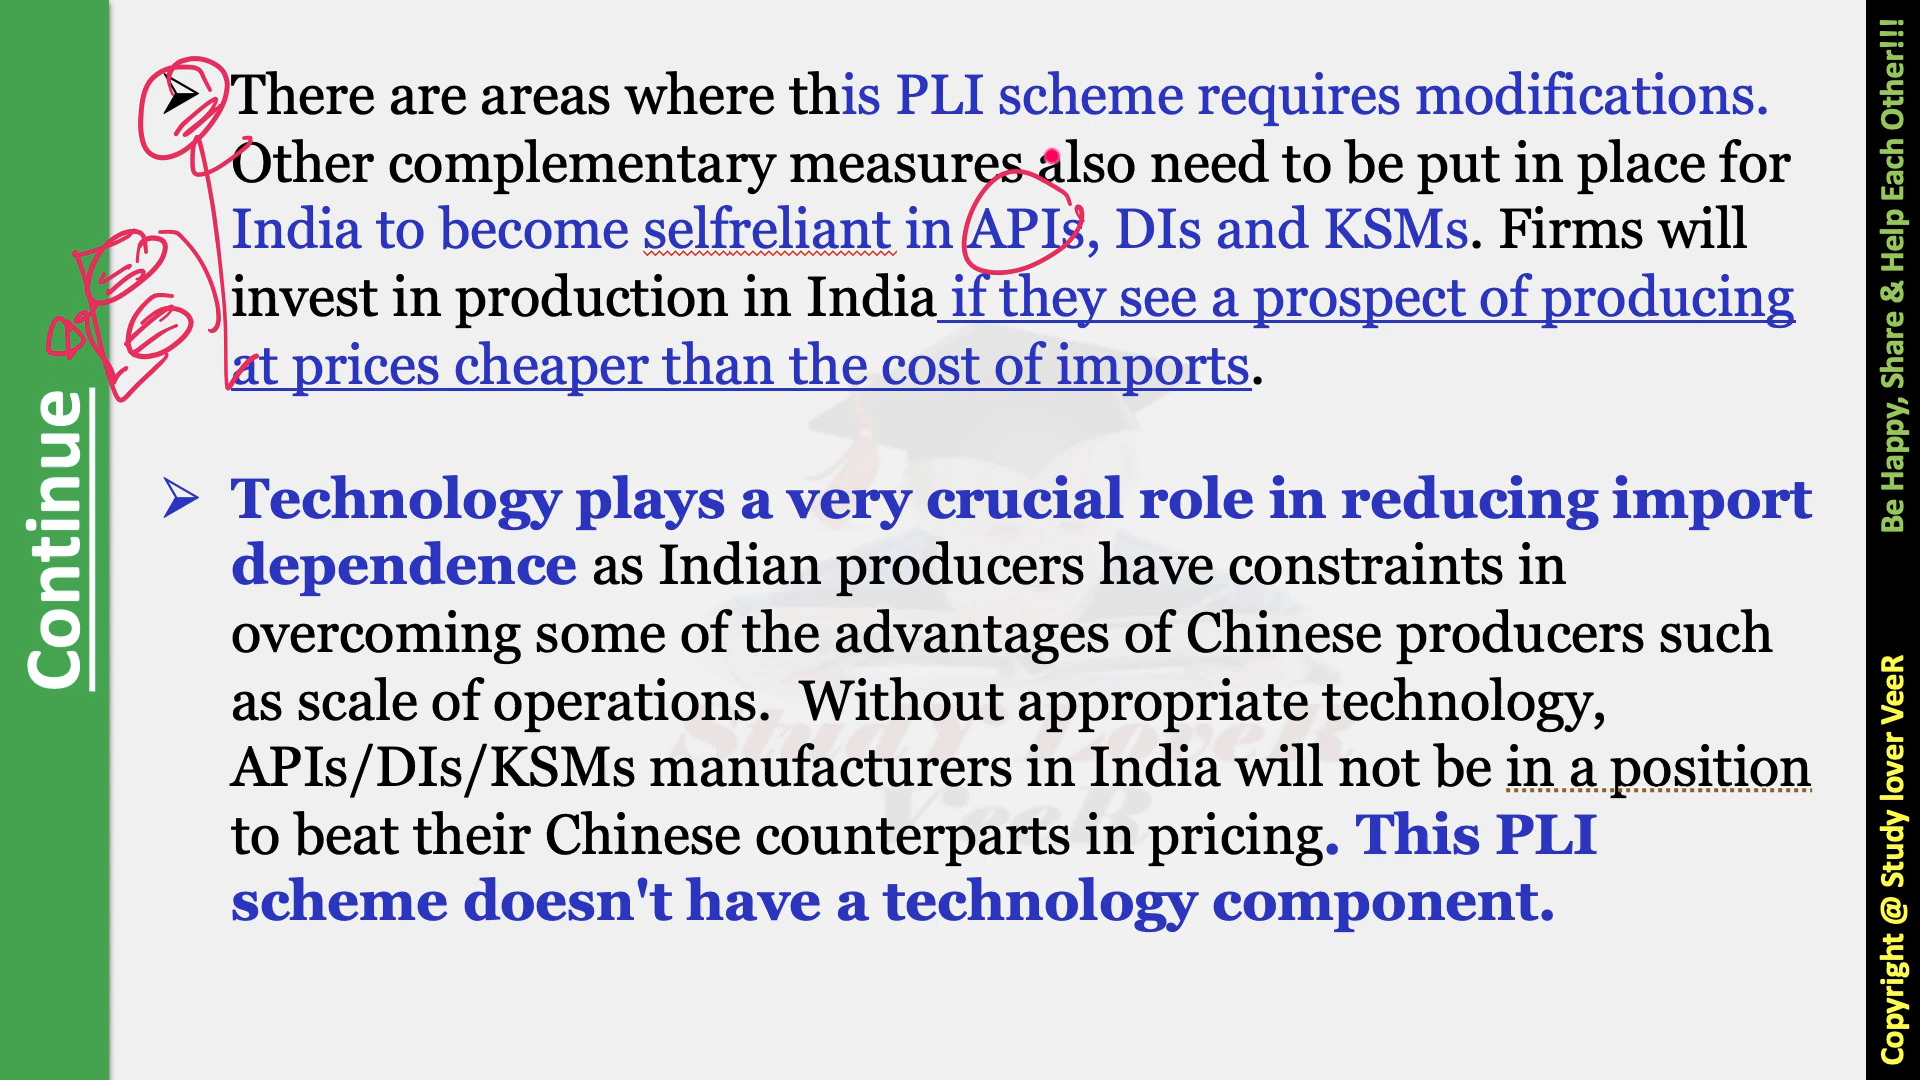 Continue
There are areas where this PLI scheme requires modifications.
Other complementary measures also need to be put in place for
India to become selfreliant in APIs, DIs and KSMs. Firms will
invest in production in India if they see a prospect of producing
at prices cheaper than the cost of imports.
Technology plays a very crucial role in reducing import
dependence as Indian producers have constraints in
overcoming some of the advantages of Chinese producers such
as scale of operations. Without appropriate technology,
APIs/DIs/KSMs manufacturers in India will not be in a position
to beat their Chinese counterparts in pricing. This PLI
scheme doesn't have a technology component.
StudY LoveR
VeeR
Be Happy, Share & Help Each Other!!!
Copyright @ Study lover VeeR